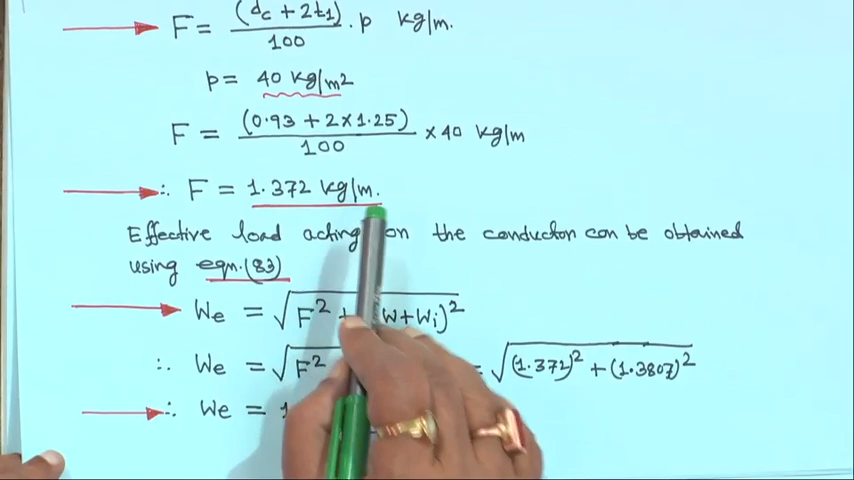 F = (dc + 2t1)/100 . p kg/m.
p = 40 kg/m2
F = (0.93 + 2×1.25)/100 × 40 kg/m
∴ F = 1.372 kg/m.
Effective load acting on the conductor can be obtained
using eqn.(83)
We = √F² + W+Wi)²
∴ We = √F² = √(1.372)² + (1.3807)²
∴ We = 1